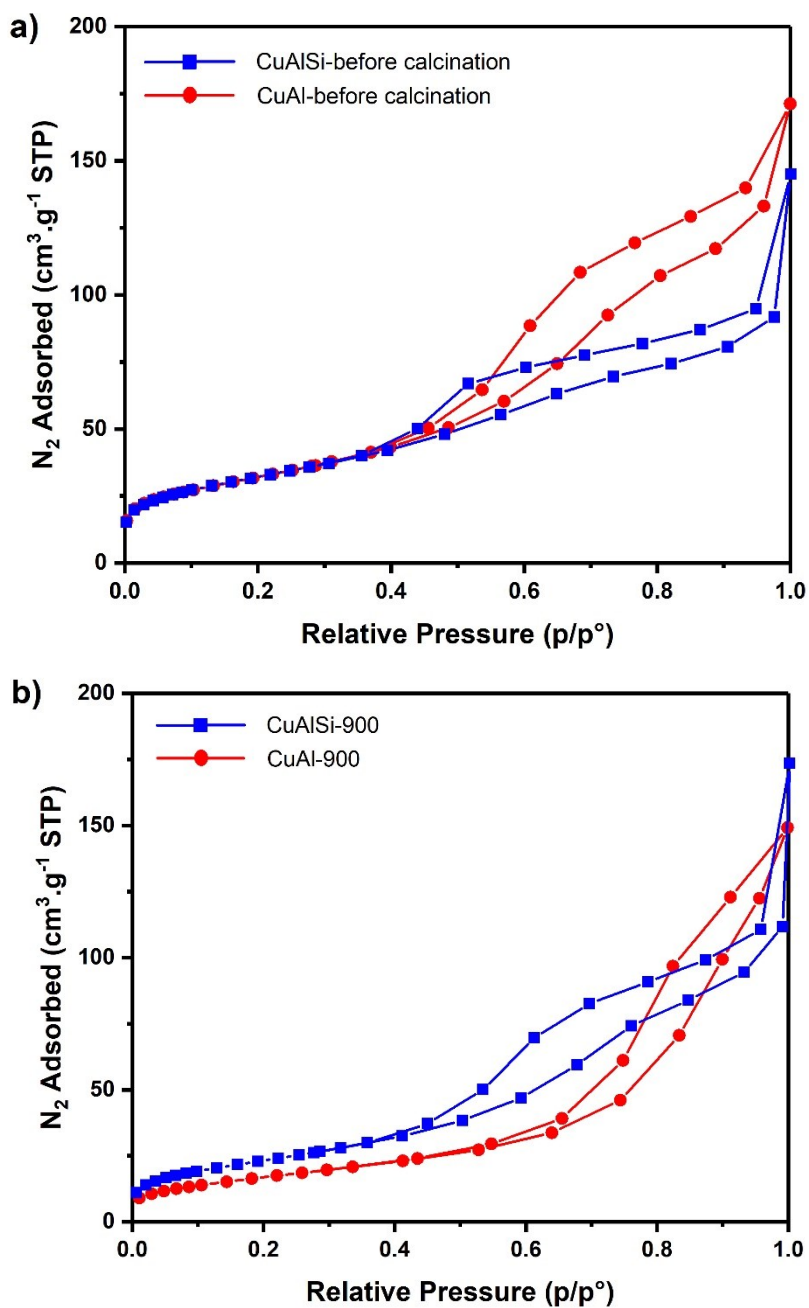 a)
200
CuAlSi-before calcination
CuAl-before calcination
150
100
50
0
N₂ Adsorbed (cm³.g⁻¹ STP)
0.0 0.2 0.4 0.6 0.8 1.0
Relative Pressure (p/p°)
b)
200
CuAlSi-900
CuAl-900
150
100
50
0
N₂ Adsorbed (cm³.g⁻¹ STP)
0.0 0.2 0.4 0.6 0.8 1.0
Relative Pressure (p/p°)